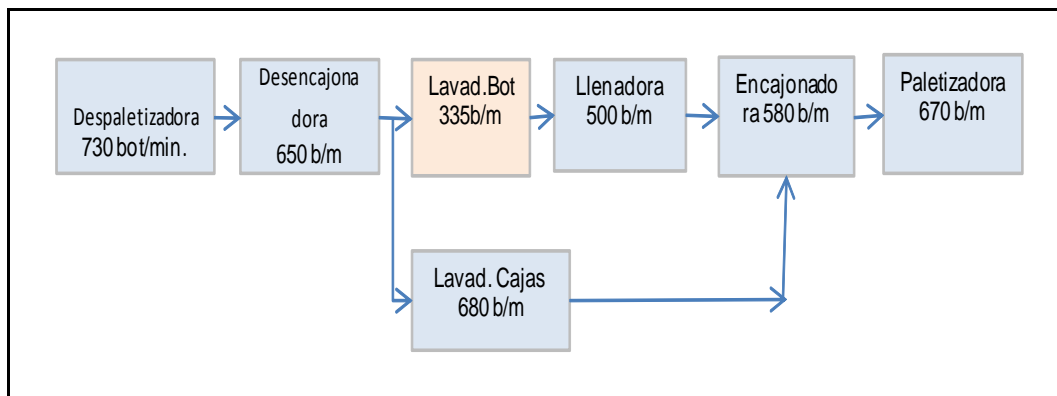 Despaletizadora
730 bot/min.
Desencajona
dora
650 b/m
Lavad.Bot
335b/m
Llenadora
500 b/m
Encajonado
ra 580 b/m
Paletizadora
670 b/m
Lavad. Cajas
680 b/m